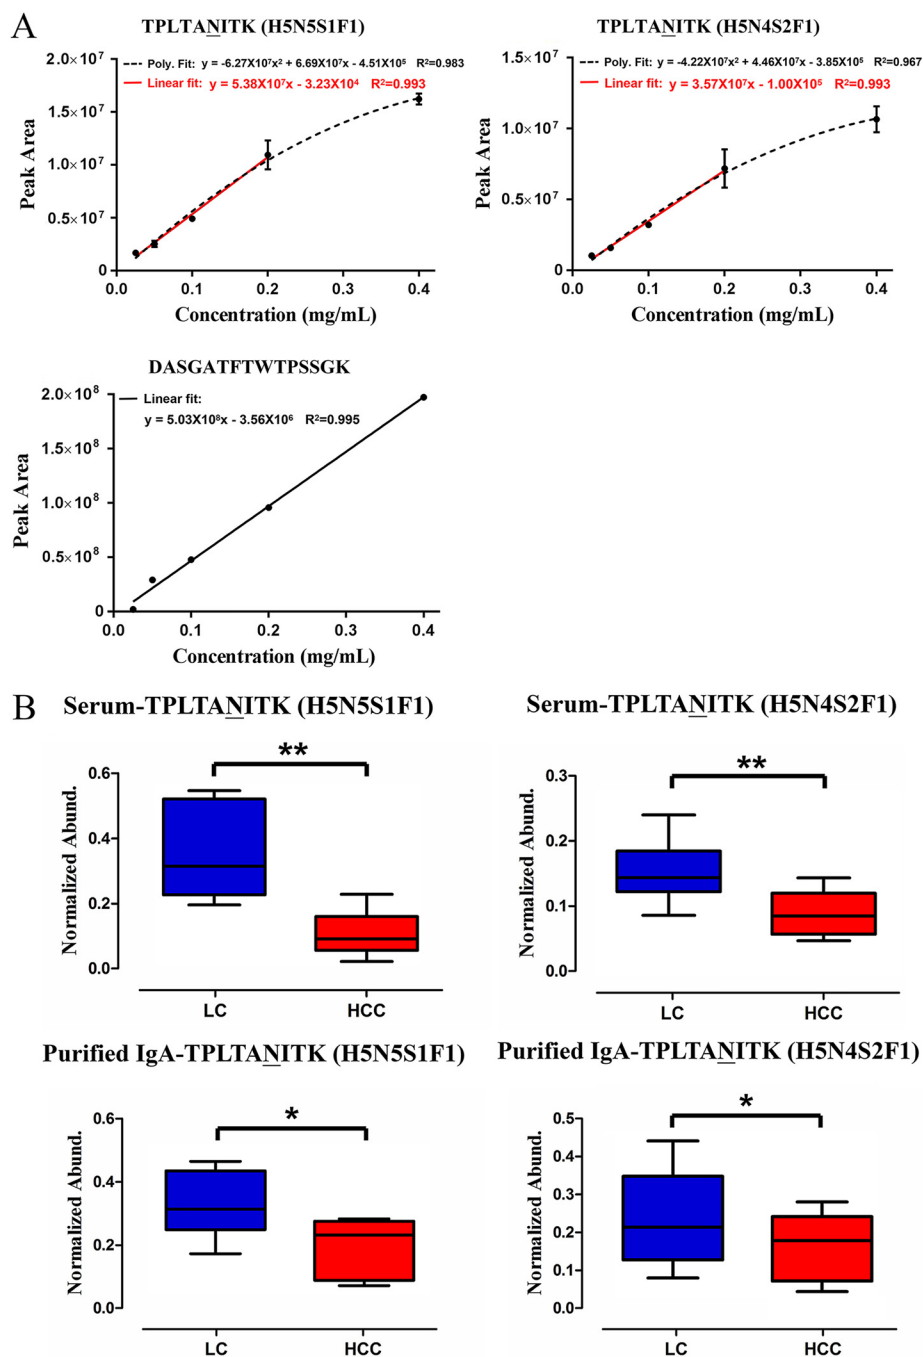 A
TPLTANITK (H5N5S1F1)
Poly. Fit: y = -6.27X10⁷x² + 6.69X10⁷x - 4.51X10⁵ R²=0.983
Linear fit: y = 5.38X10⁷x - 3.23X10⁴ R²=0.993
Peak Area
2.0×10⁷
1.5×10⁷
1.0×10⁷
0.5×10⁷
0
0.0 0.1 0.2 0.3 0.4
Concentration (mg/mL)
TPLTANITK (H5N4S2F1)
Poly. Fit: y = -4.22X10⁷x² + 4.46X10⁷x - 3.85X10⁵ R²=0.967
Linear fit: y = 3.57X10⁷x - 1.00X10⁵ R²=0.993
Peak Area
1.5×10⁷
1.0×10⁷
0.5×10⁷
0
0.0 0.1 0.2 0.3 0.4
Concentration (mg/mL)
DASGATFTWTPSSGK
Linear fit:
y = 5.03X10⁸x - 3.56X10⁶ R²=0.995
Peak Area
2.0×10⁸
1.5×10⁸
1.0×10⁸
0.5×10⁸
0
0.0 0.1 0.2 0.3 0.4
Concentration (mg/mL)
B
Serum-TPLTANITK (H5N5S1F1)
**
Normalized Abund.
0.6
0.4
0.2
0.0
LC HCC
Serum-TPLTANITK (H5N4S2F1)
**
Normalized Abund.
0.3
0.2
0.1
0.0
LC HCC
Purified IgA-TPLTANITK (H5N5S1F1)
*
Normalized Abund.
0.6
0.4
0.2
0.0
LC HCC
Purified IgA-TPLTANITK (H5N4S2F1)
*
Normalized Abund.
0.5
0.4
0.3
0.2
0.1
0.0
LC HCC